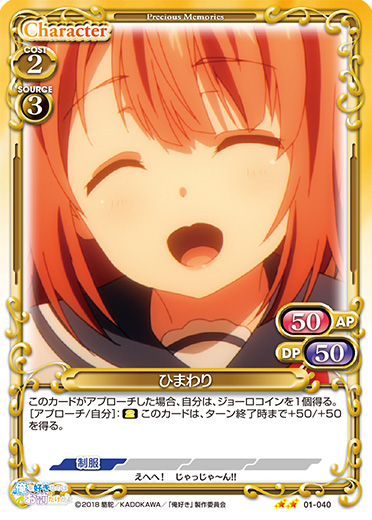 Precious Memories
Character
COST
2
SOURCE
3
50 AP
DP 50
ひまわり
このカードがアプローチした場合、自分は、ジョーロコインを1個得る。
[アプローチ/自分]: このカードは、ターン終了時まで+50/+50
を得る。
制服
えへへ! じゃっじゃ~ん!!
©2018 駱駝/KADOKAWA/「俺好き」製作委員会
01-040